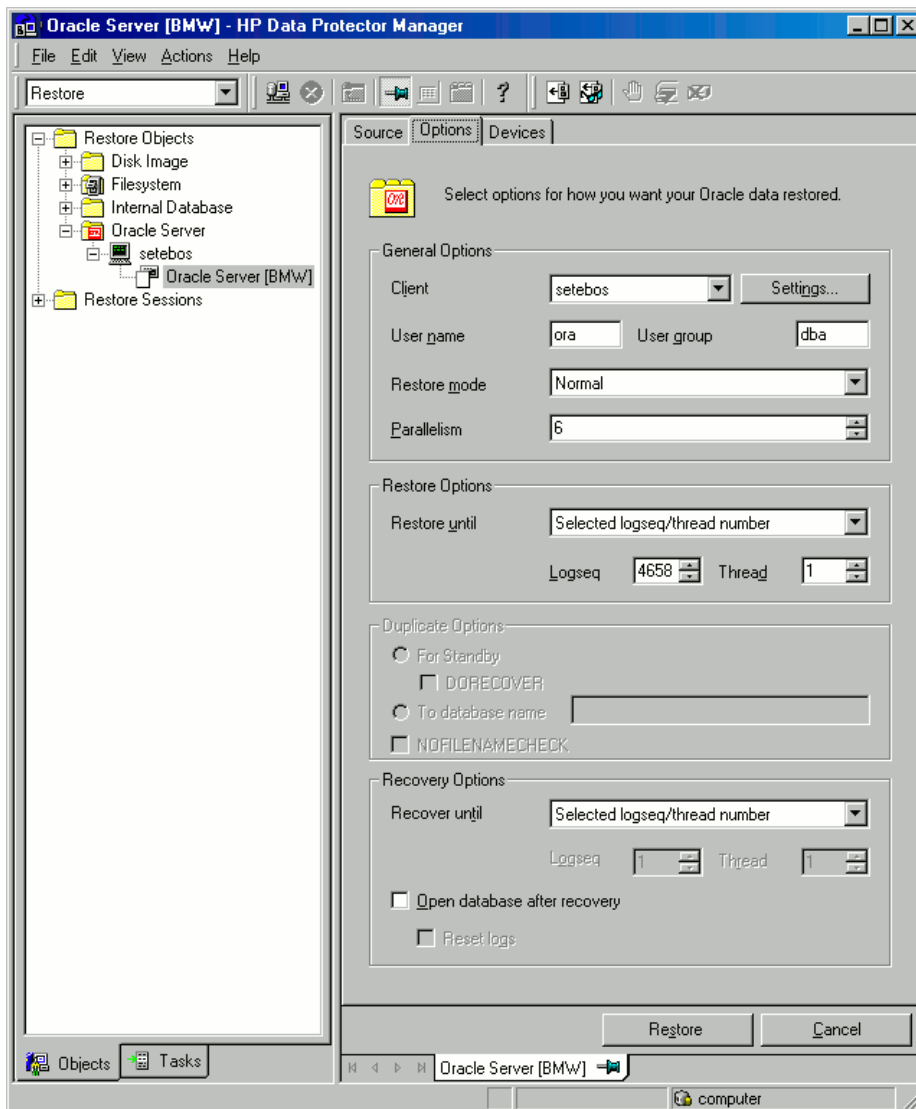 Oracle Server [BMW] - HP Data Protector Manager
File Edit View Actions Help
Restore
Restore Objects
Disk Image
Filesystem
Internal Database
Oracle Server
setebos
Oracle Server [BMW]
Restore Sessions
Objects Tasks
Source Options Devices
Select options for how you want your Oracle data restored.
General Options
Client setebos Settings...
User name ora User group dba
Restore mode Normal
Parallelism 6
Restore Options
Restore until Selected logseq/thread number
Logseq 4658 Thread 1
Duplicate Options
For Standby
DORECOVER
To database name
NOFILENAMECHECK
Recovery Options
Recover until Selected logseq/thread number
Logseq 1 Thread 1
Open database after recovery
Reset logs
Restore Cancel
Oracle Server [BMW]
computer